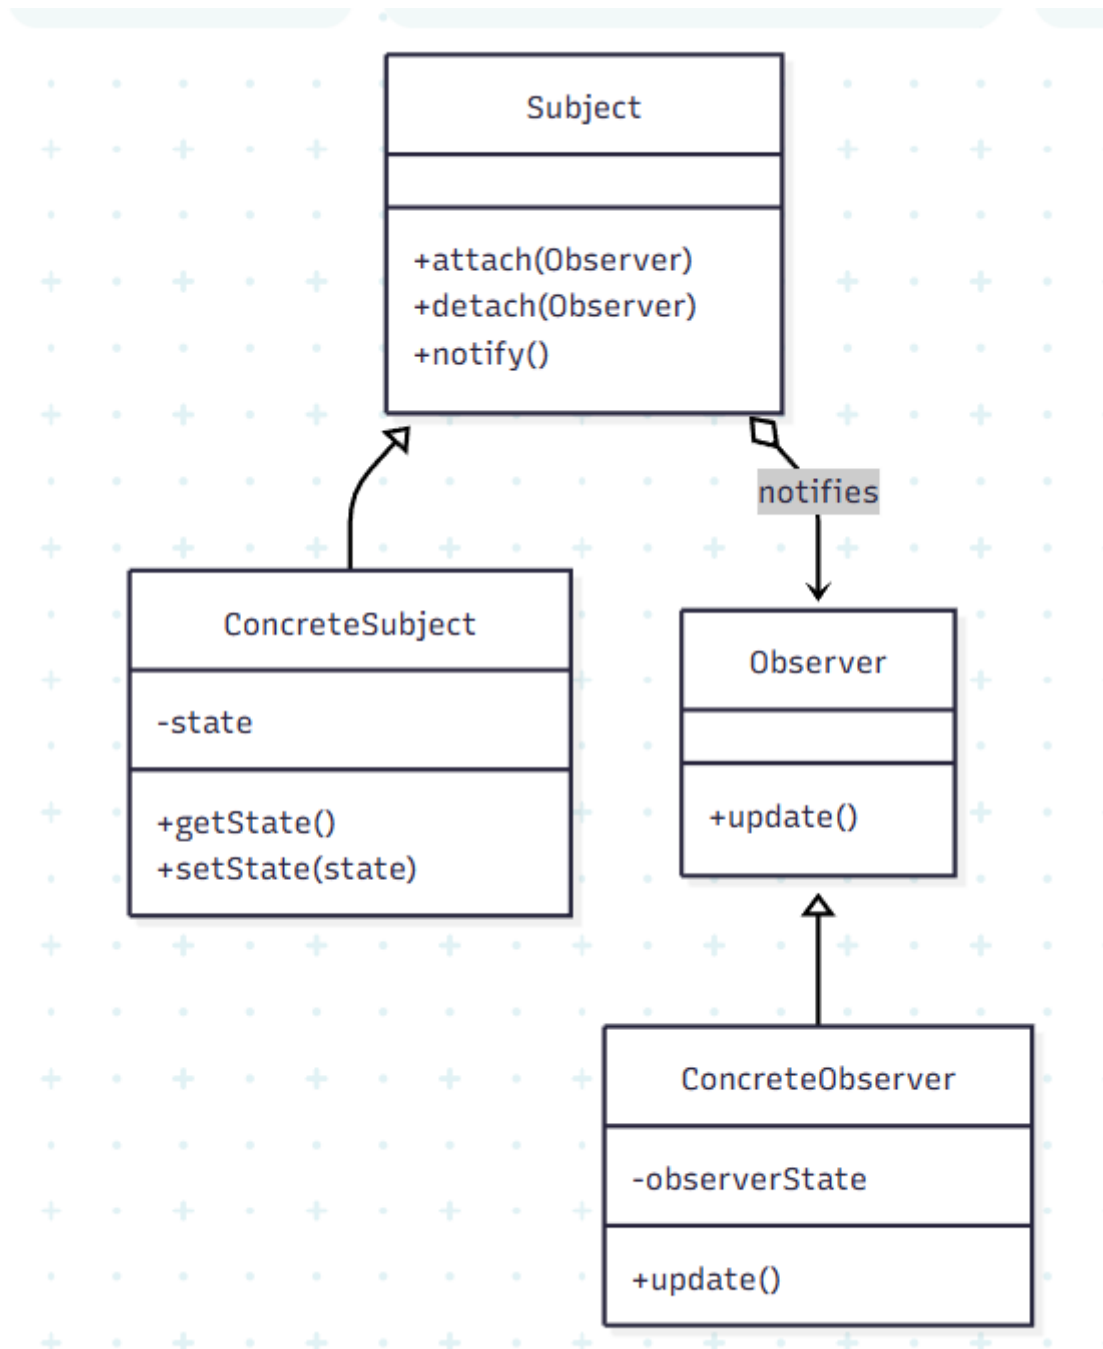 Subject
+attach(Observer)
+detach(Observer)
+notify()
notifies
ConcreteSubject
-state
+getState()
+setState(state)
Observer
+update()
ConcreteObserver
-observerState
+update()